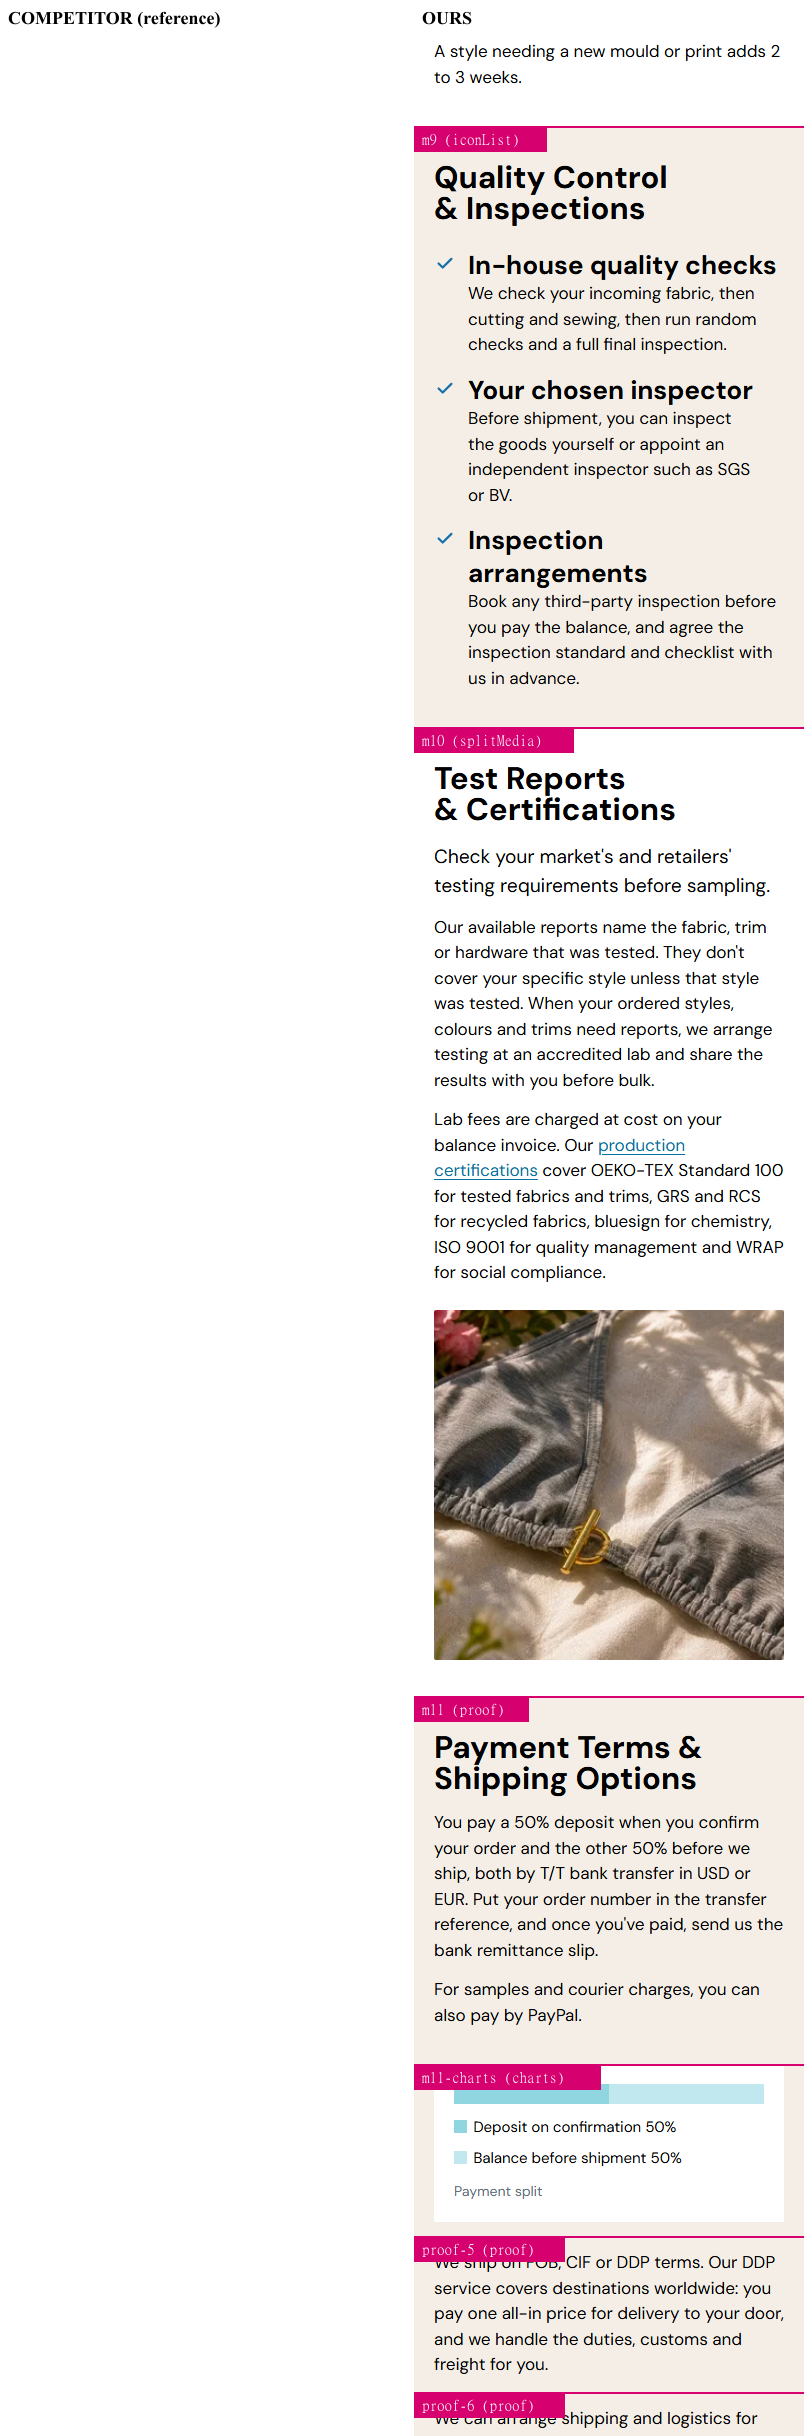 COMPETITOR (reference)
OURS
A style needing a new mould or print adds 2
to 3 weeks.
m9 (iconList)
Quality Control
& Inspections
In-house quality checks
We check your incoming fabric, then
cutting and sewing, then run random
checks and a full final inspection.
Your chosen inspector
Before shipment, you can inspect
the goods yourself or appoint an
independent inspector such as SGS
or BV.
Inspection
arrangements
Book any third-party inspection before
you pay the balance, and agree the
inspection standard and checklist with
us in advance.
m10 (splitMedia)
Test Reports
& Certifications
Check your market's and retailers'
testing requirements before sampling.
Our available reports name the fabric, trim
or hardware that was tested. They don't
cover your specific style unless that style
was tested. When your ordered styles,
colours and trims need reports, we arrange
testing at an accredited lab and share the
results with you before bulk.
Lab fees are charged at cost on your
balance invoice. Our production
certifications cover OEKO-TEX Standard 100
for tested fabrics and trims, GRS and RCS
for recycled fabrics, bluesign for chemistry,
ISO 9001 for quality management and WRAP
for social compliance.
m11 (proof)
Payment Terms &
Shipping Options
You pay a 50% deposit when you confirm
your order and the other 50% before we
ship, both by T/T bank transfer in USD or
EUR. Put your order number in the transfer
reference, and once you've paid, send us the
bank remittance slip.
For samples and courier charges, you can
also pay by PayPal.
m11-charts (charts)
Deposit on confirmation 50%
Balance before shipment 50%
Payment split
proof-5 (proof)
We ship on FOB, CIF or DDP terms. Our DDP
service covers destinations worldwide: you
pay one all-in price for delivery to your door,
and we handle the duties, customs and
freight for you.
proof-6 (proof)
We can arrange shipping and logistics for